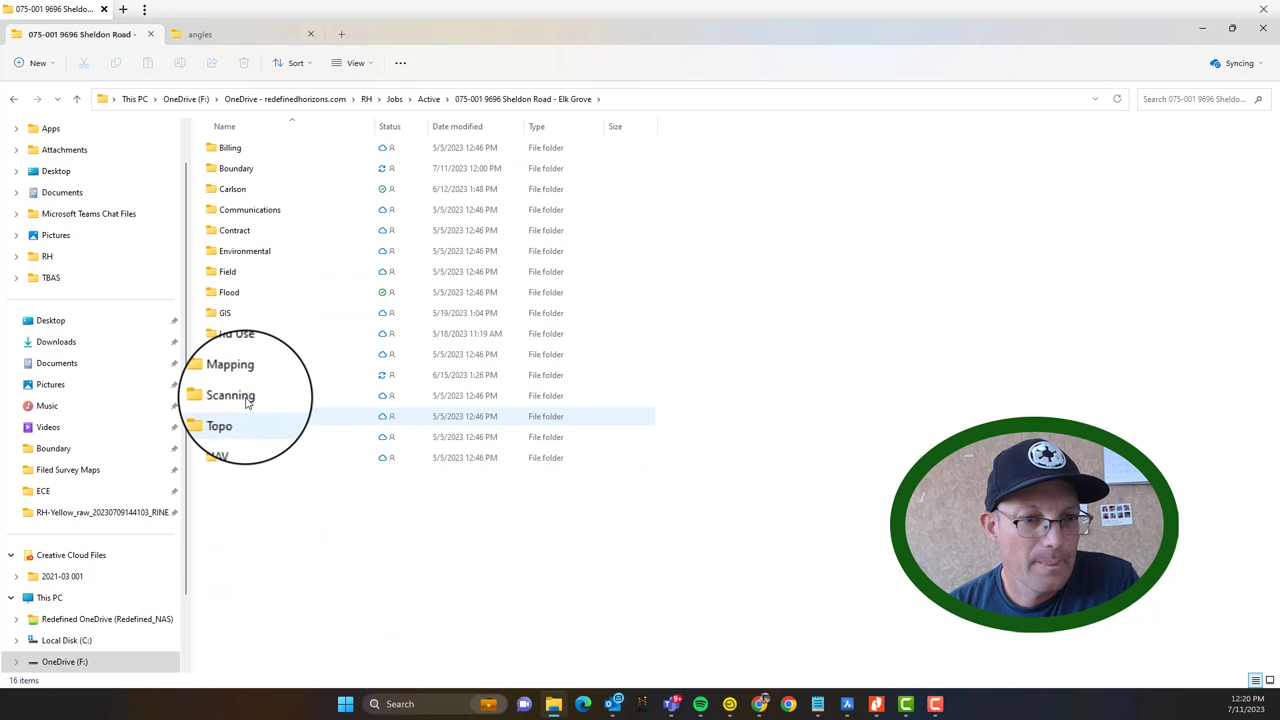 075-001 9696 Sheldo...
075-001 9696 Sheldon Road -
angles
New
Sort
View
Syncing
This PC
OneDrive (F:)
OneDrive - redefinedhorizons.com
RH
Jobs
Active
075-001 9696 Sheldon Road - Elk Grove
Search 075-001 9696 Sheldo...
Name
Status
Date modified
Type
Size
Apps
Attachments
Desktop
Documents
Microsoft Teams Chat Files
Pictures
RH
TBAS
Desktop
Downloads
Documents
Pictures
Music
Videos
Boundary
Filed Survey Maps
ECE
RH-Yellow_raw_20230709144103_RINE
Creative Cloud Files
2021-03 001
This PC
Redefined OneDrive (Redefined_NAS)
Local Disk (C:)
OneDrive (F:)
Billing 5/5/2023 12:46 PM File folder
Boundary 7/11/2023 12:00 PM File folder
Carlson 6/12/2023 1:48 PM File folder
Communications 5/5/2023 12:46 PM File folder
Contract 5/5/2023 12:46 PM File folder
Environmental 5/5/2023 12:46 PM File folder
Field 5/5/2023 12:46 PM File folder
Flood 5/5/2023 12:46 PM File folder
GIS 5/19/2023 1:04 PM File folder
Use 5/18/2023 11:19 AM File folder
Mapping 5/5/2023 12:46 PM File folder
6/15/2023 1:26 PM File folder
Scanning 5/5/2023 12:46 PM File folder
Topo 5/5/2023 12:46 PM File folder
5/5/2023 12:46 PM File folder
5/5/2023 12:46 PM File folder
16 items
Search
9+
12:20 PM
7/11/2023